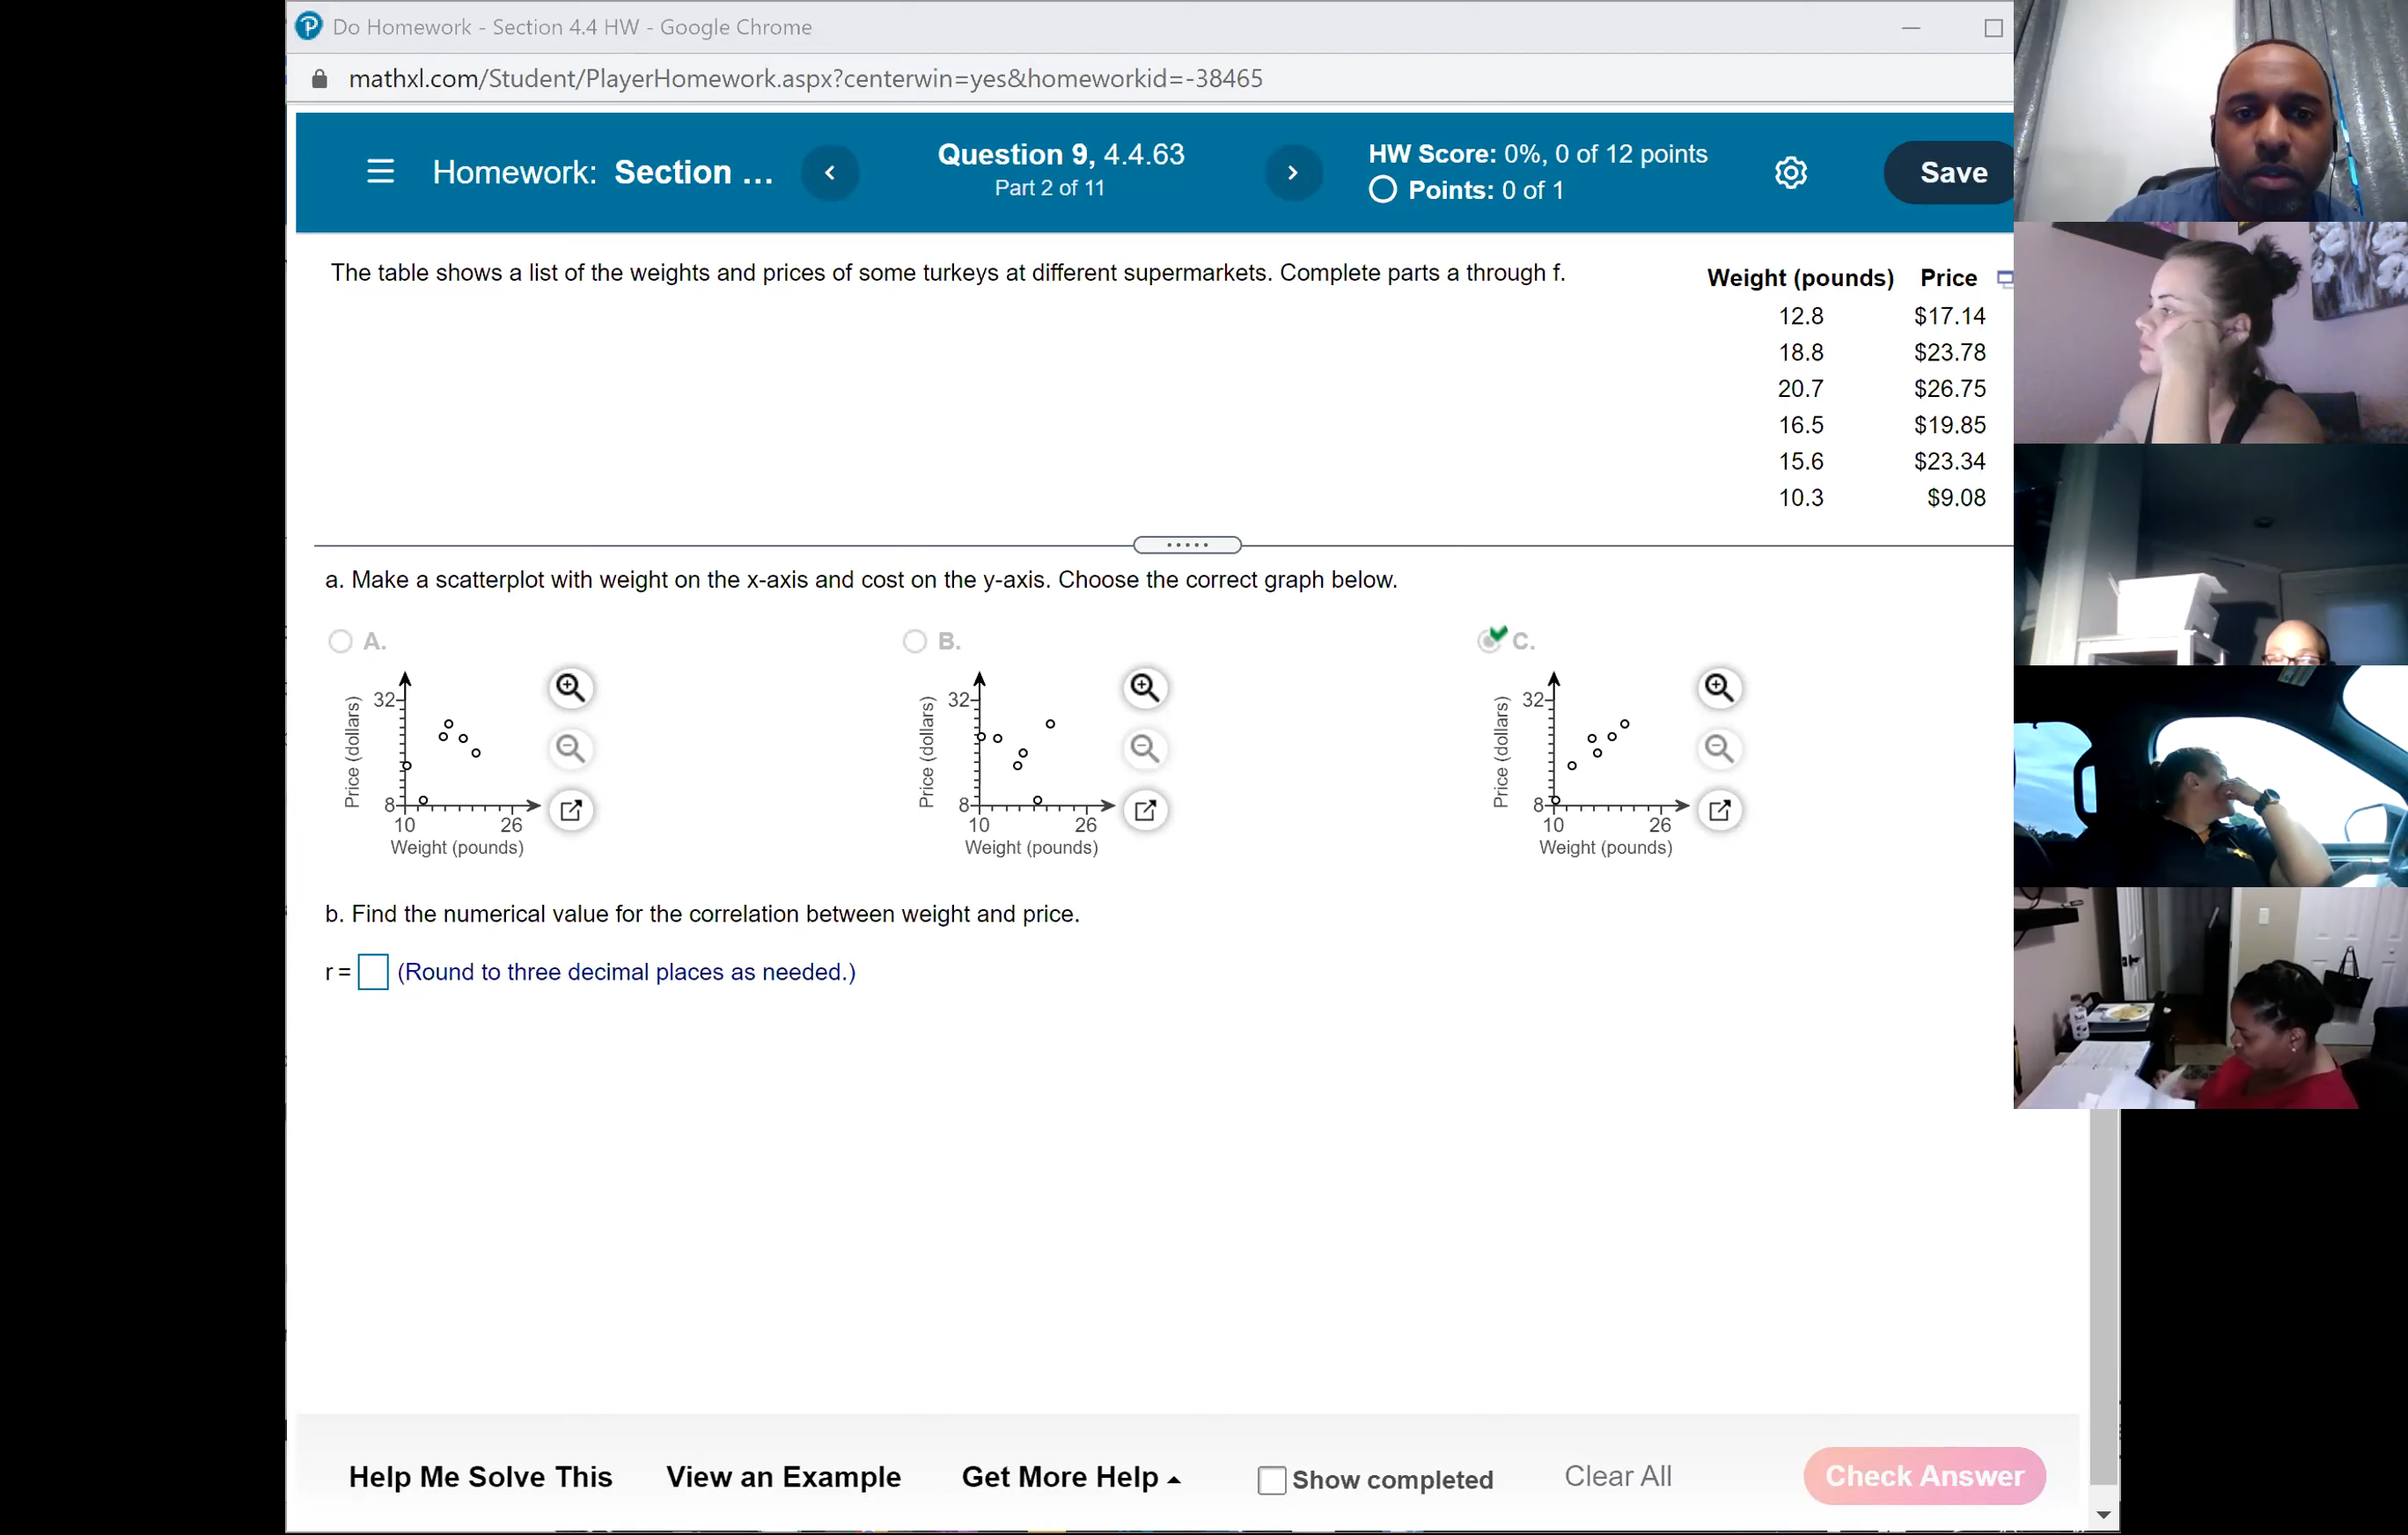 Do Homework - Section 4.4 HW - Google Chrome
mathxl.com/Student/PlayerHomework.aspx?centerwin=yes&homeworkid=-38465
Homework: Section ...
Question 9, 4.4.63
Part 2 of 11
HW Score: 0%, 0 of 12 points
Points: 0 of 1
Save
The table shows a list of the weights and prices of some turkeys at different supermarkets. Complete parts a through f.
Weight (pounds) Price
12.8 $17.14
18.8 $23.78
20.7 $26.75
16.5 $19.85
15.6 $23.34
10.3 $9.08
a. Make a scatterplot with weight on the x-axis and cost on the y-axis. Choose the correct graph below.
A.
32
Price (dollars)
8
10 26
Weight (pounds)
B.
32
Price (dollars)
8
10 26
Weight (pounds)
C.
32
Price (dollars)
8
10 26
Weight (pounds)
b. Find the numerical value for the correlation between weight and price.
r = (Round to three decimal places as needed.)
Help Me Solve This View an Example Get More Help Show completed Clear All Check Answer